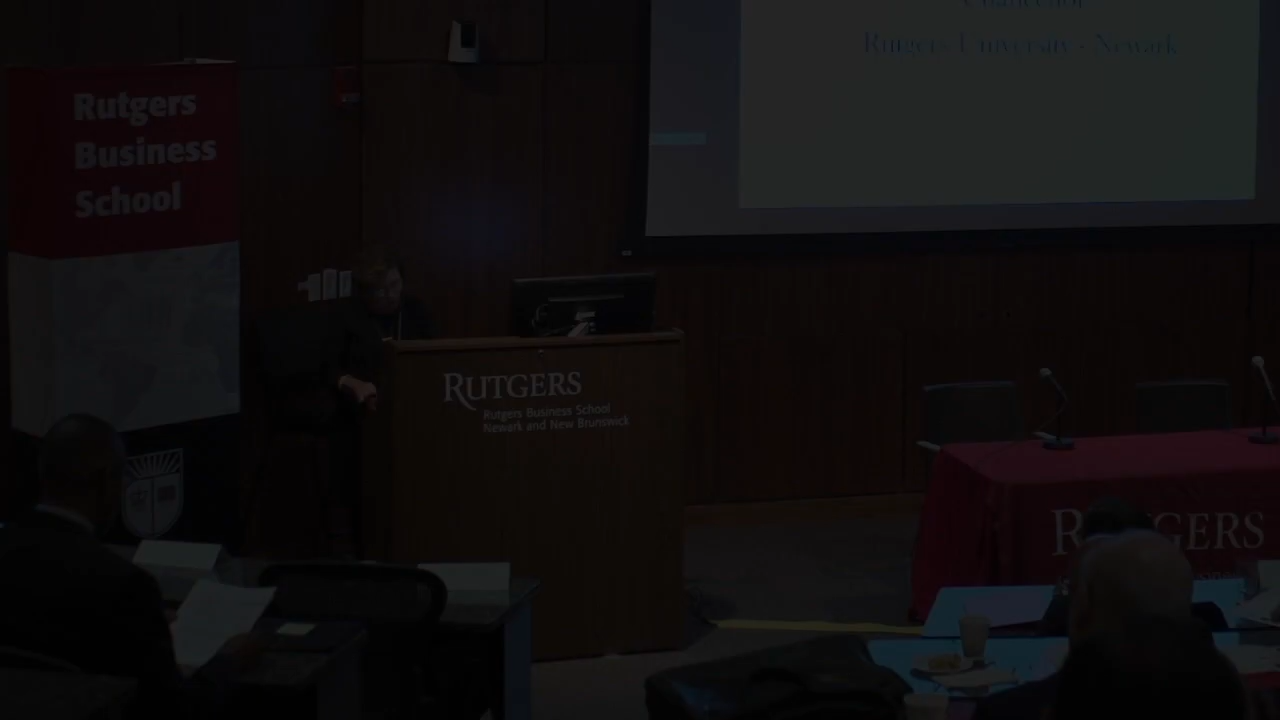 Chancellor
Rutgers University - Newark
Rutgers
Business
School
RUTGERS
Rutgers Business School
Newark and New Brunswick
RUTGERS